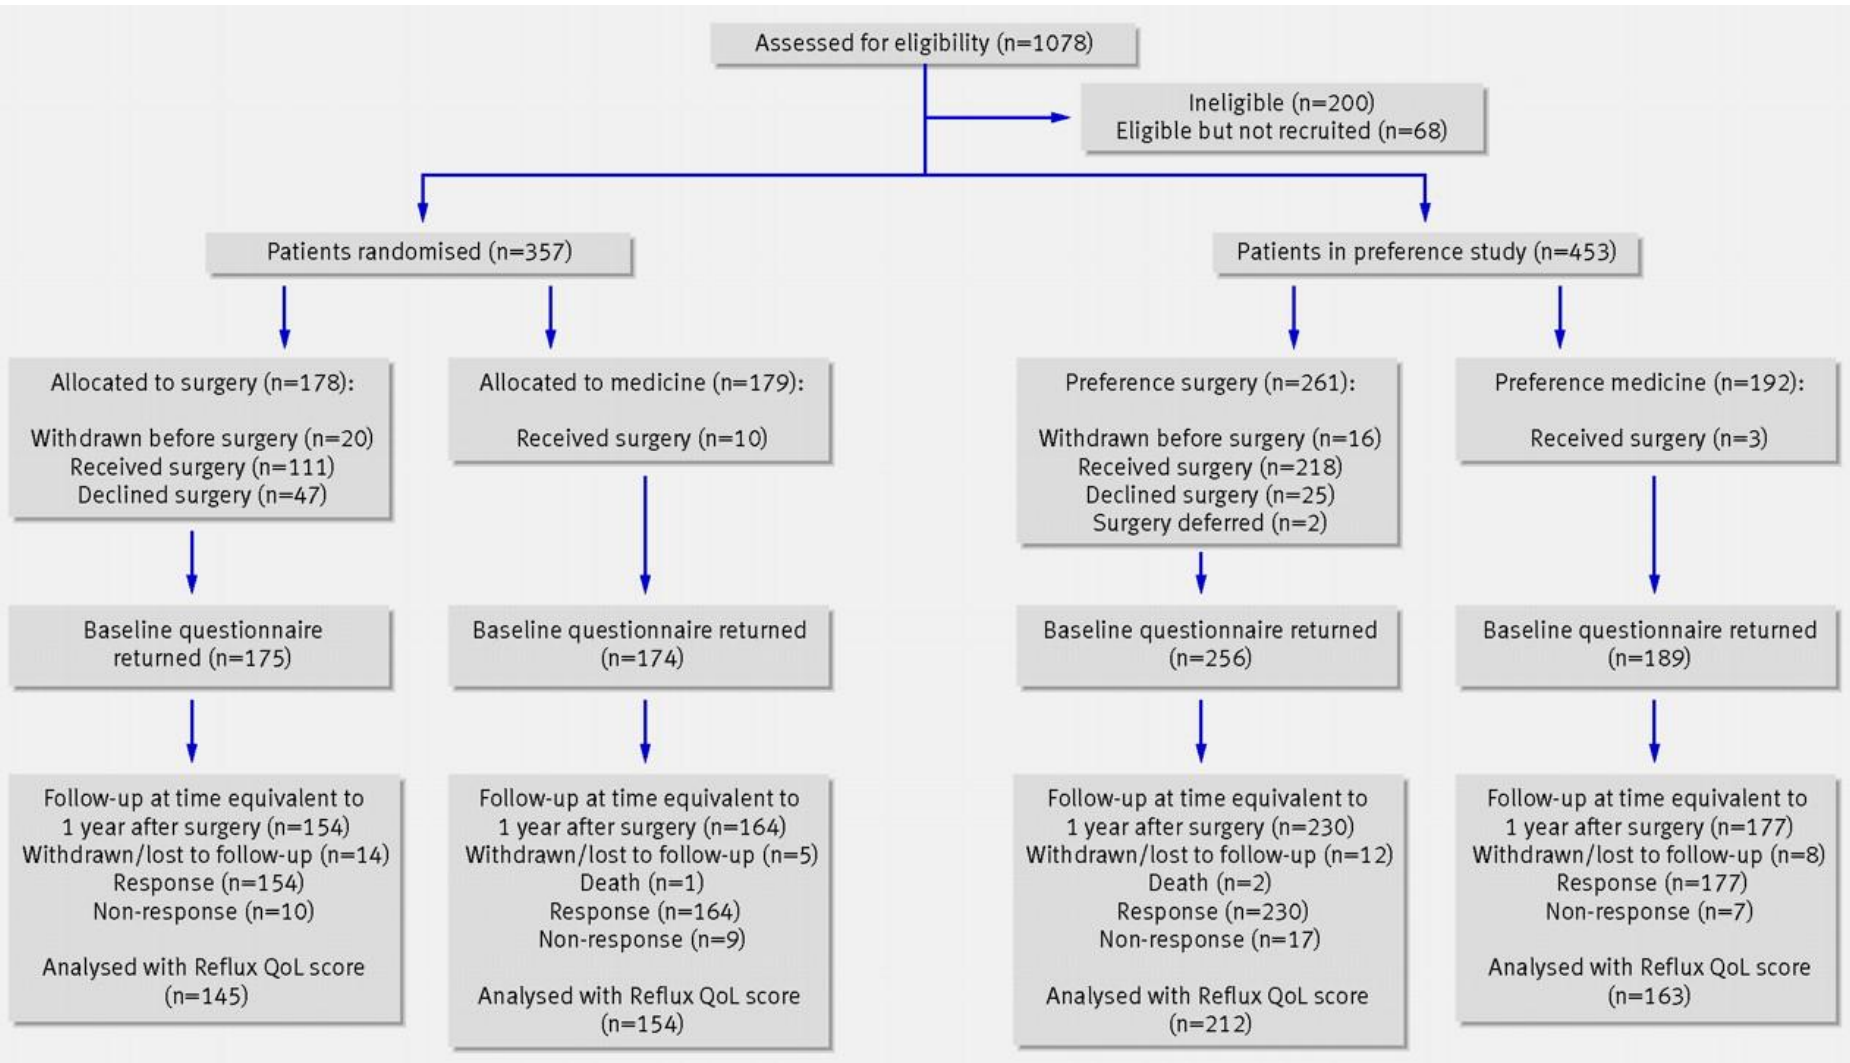 Assessed for eligibility (n=1078)
Ineligible (n=200)
Eligible but not recruited (n=68)
Patients randomised (n=357)
Patients in preference study (n=453)
Allocated to surgery (n=178):
Withdrawn before surgery (n=20)
Received surgery (n=111)
Declined surgery (n=47)
Allocated to medicine (n=179):
Received surgery (n=10)
Preference surgery (n=261):
Withdrawn before surgery (n=16)
Received surgery (n=218)
Declined surgery (n=25)
Surgery deferred (n=2)
Preference medicine (n=192):
Received surgery (n=3)
Baseline questionnaire
returned (n=175)
Baseline questionnaire returned
(n=174)
Baseline questionnaire returned
(n=256)
Baseline questionnaire returned
(n=189)
Follow-up at time equivalent to
1 year after surgery (n=154)
Withdrawn/lost to follow-up (n=14)
Response (n=154)
Non-response (n=10)
Analysed with Reflux QoL score
(n=145)
Follow-up at time equivalent to
1 year after surgery (n=164)
Withdrawn/lost to follow-up (n=5)
Death (n=1)
Response (n=164)
Non-response (n=9)
Analysed with Reflux QoL score
(n=154)
Follow-up at time equivalent to
1 year after surgery (n=230)
Withdrawn/lost to follow-up (n=12)
Death (n=2)
Response (n=230)
Non-response (n=17)
Analysed with Reflux QoL score
(n=212)
Follow-up at time equivalent to
1 year after surgery (n=177)
Withdrawn/lost to follow-up (n=8)
Response (n=177)
Non-response (n=7)
Analysed with Reflux QoL score
(n=163)